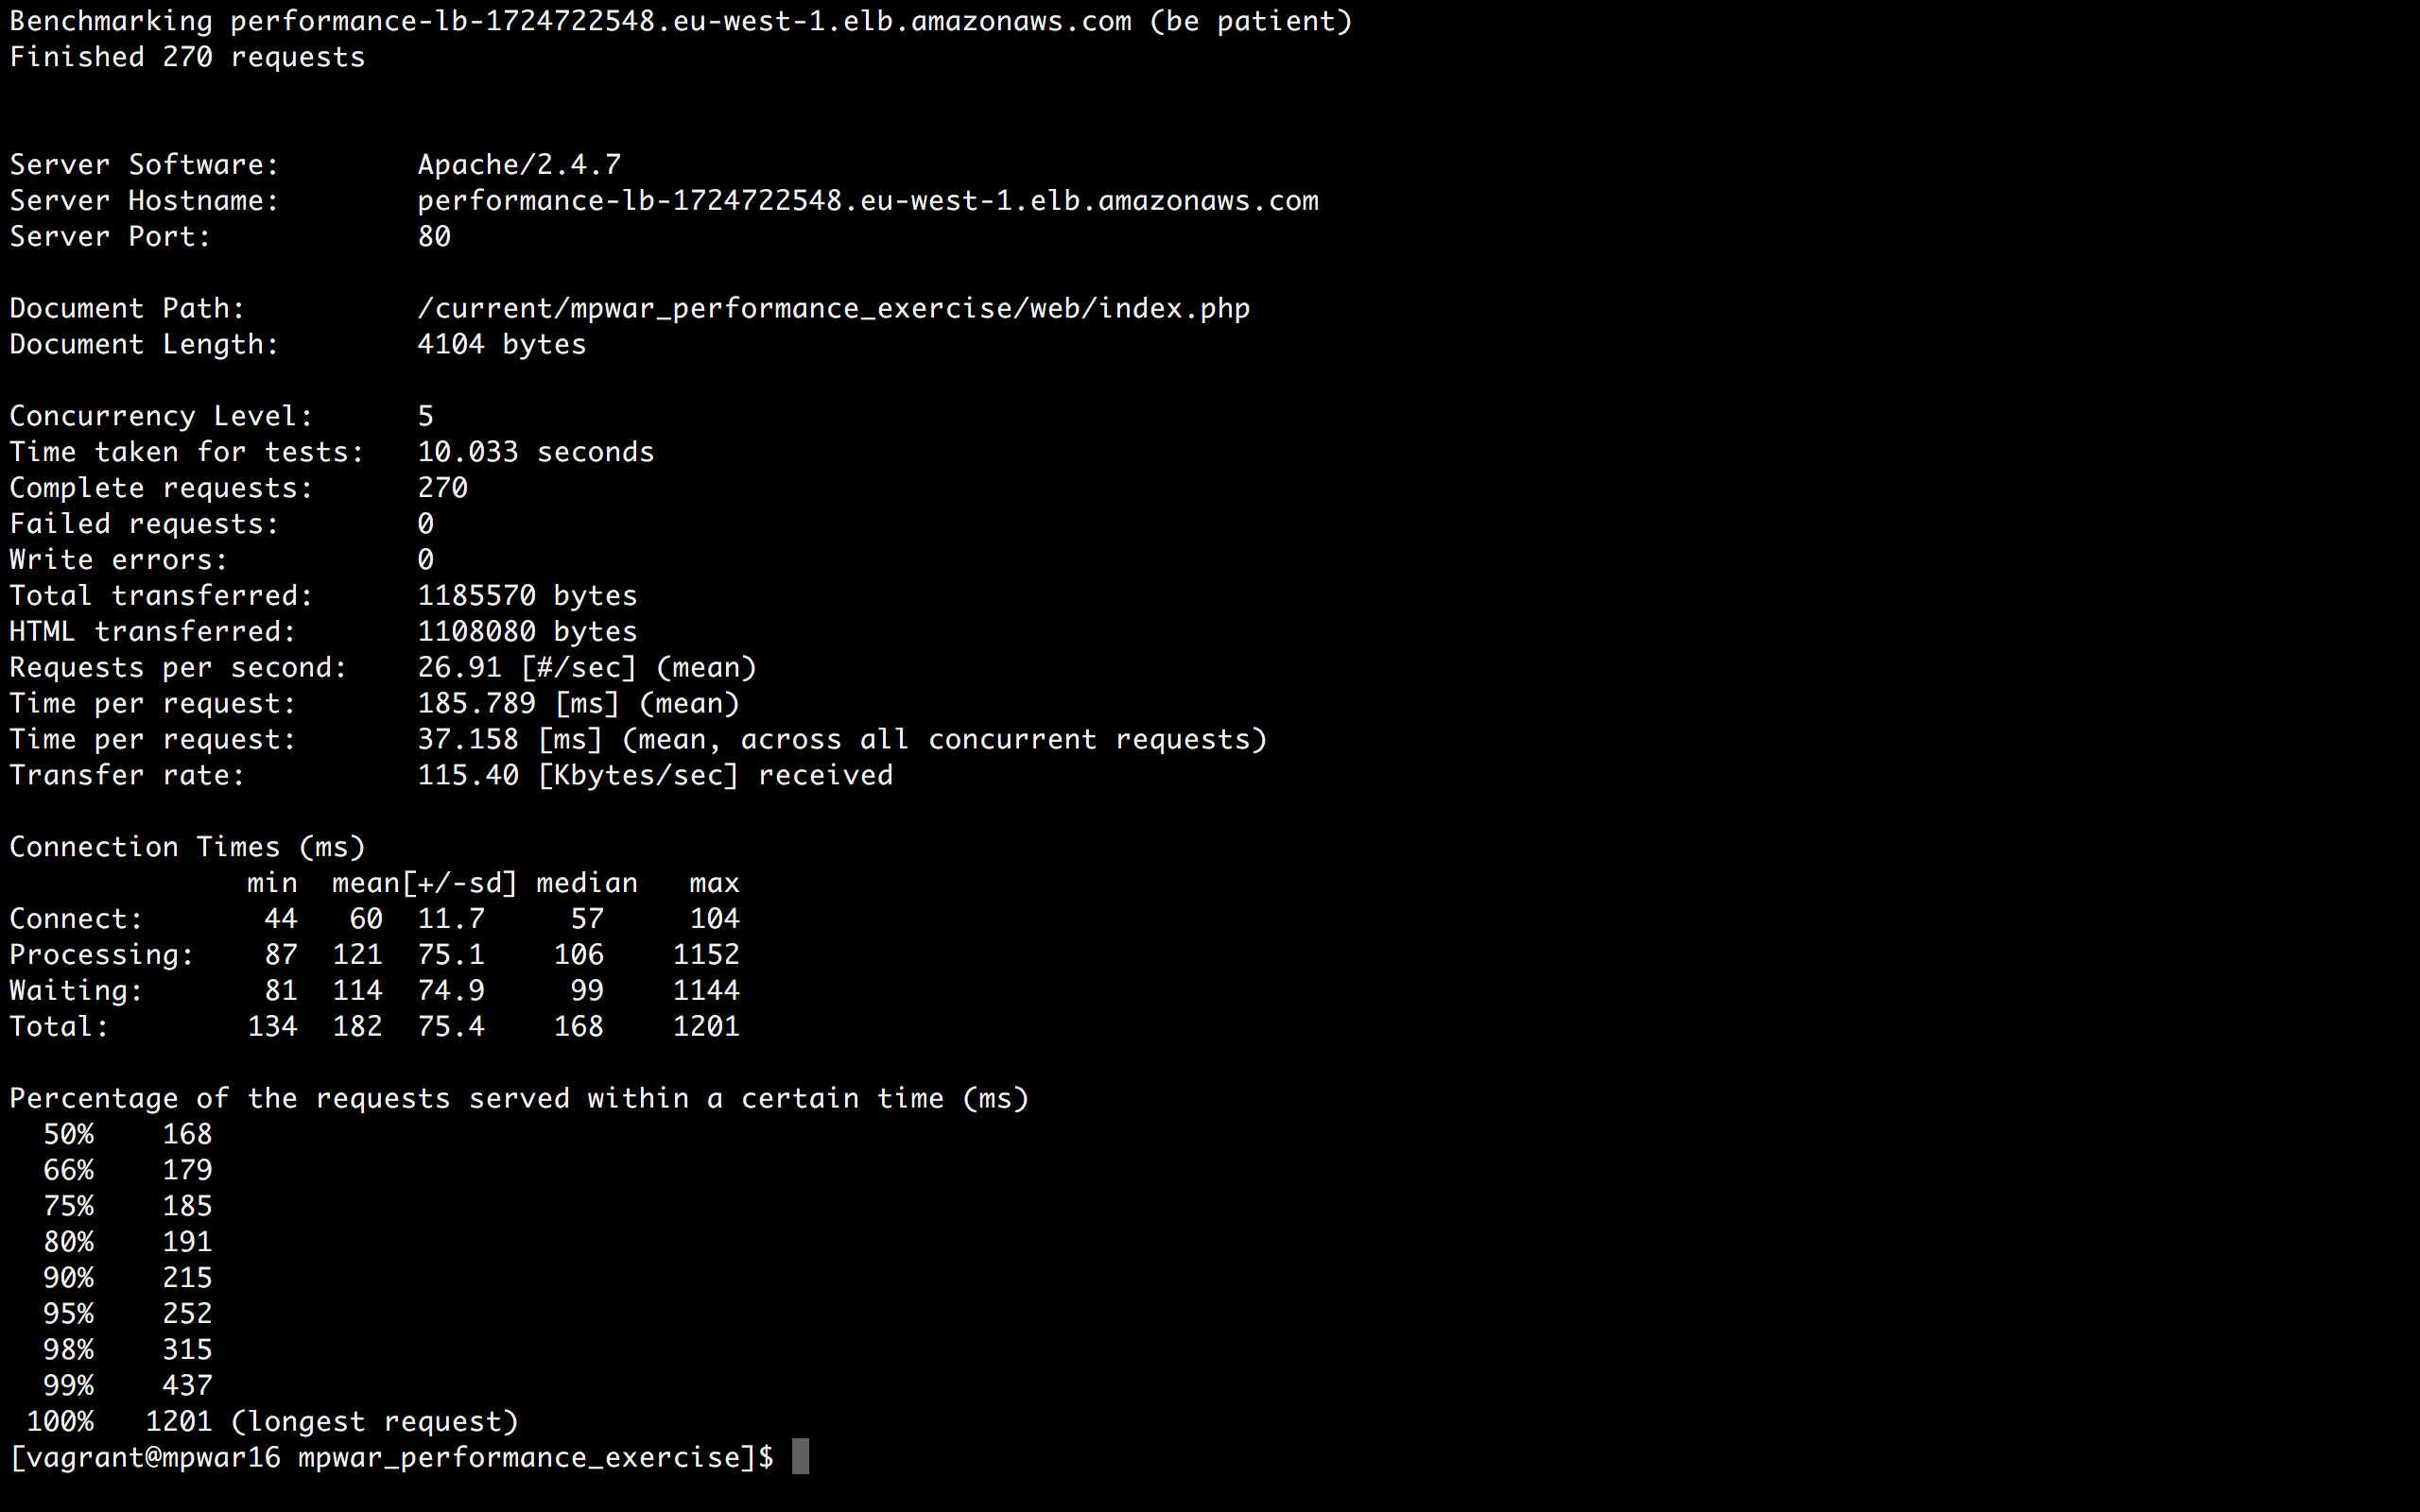 Benchmarking performance-lb-1724722548.eu-west-1.elb.amazonaws.com (be patient)
Finished 270 requests


Server Software:        Apache/2.4.7
Server Hostname:        performance-lb-1724722548.eu-west-1.elb.amazonaws.com
Server Port:            80

Document Path:          /current/mpwar_performance_exercise/web/index.php
Document Length:        4104 bytes

Concurrency Level:      5
Time taken for tests:   10.033 seconds
Complete requests:      270
Failed requests:        0
Write errors:           0
Total transferred:      1185570 bytes
HTML transferred:       1108080 bytes
Requests per second:    26.91 [#/sec] (mean)
Time per request:       185.789 [ms] (mean)
Time per request:       37.158 [ms] (mean, across all concurrent requests)
Transfer rate:          115.40 [Kbytes/sec] received

Connection Times (ms)
              min  mean[+/-sd] median   max
Connect:       44   60  11.7     57     104
Processing:    87  121  75.1    106    1152
Waiting:       81  114  74.9     99    1144
Total:        134  182  75.4    168    1201

Percentage of the requests served within a certain time (ms)
  50%    168
  66%    179
  75%    185
  80%    191
  90%    215
  95%    252
  98%    315
  99%    437
 100%   1201 (longest request)
[vagrant@mpwar16 mpwar_performance_exercise]$